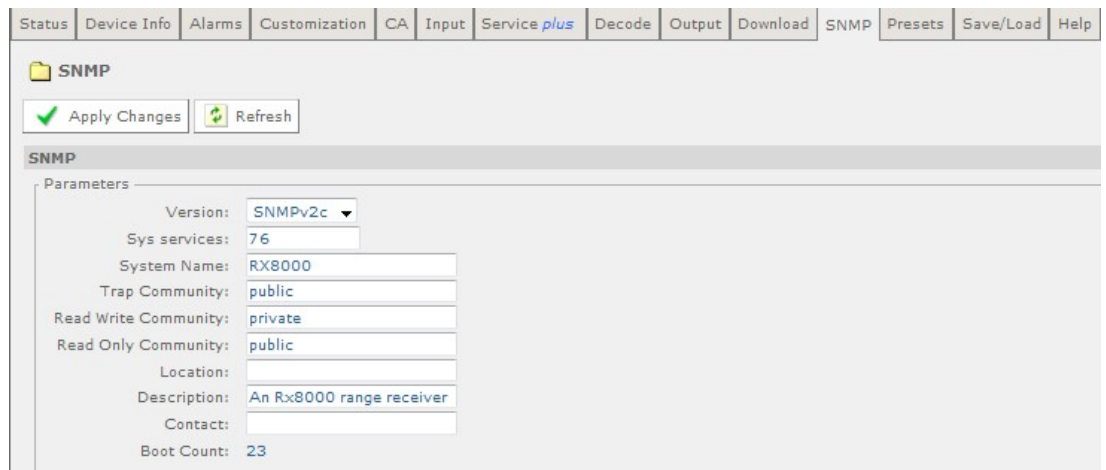 Status Device Info Alarms Customization CA Input Service plus Decode Output Download SNMP Presets Save/Load Help
SNMP
Apply Changes Refresh
SNMP
Parameters
Version: SNMPv2c
Sys services: 76
System Name: RX8000
Trap Community: public
Read Write Community: private
Read Only Community: public
Location:
Description: An Rx8000 range receiver
Contact:
Boot Count: 23